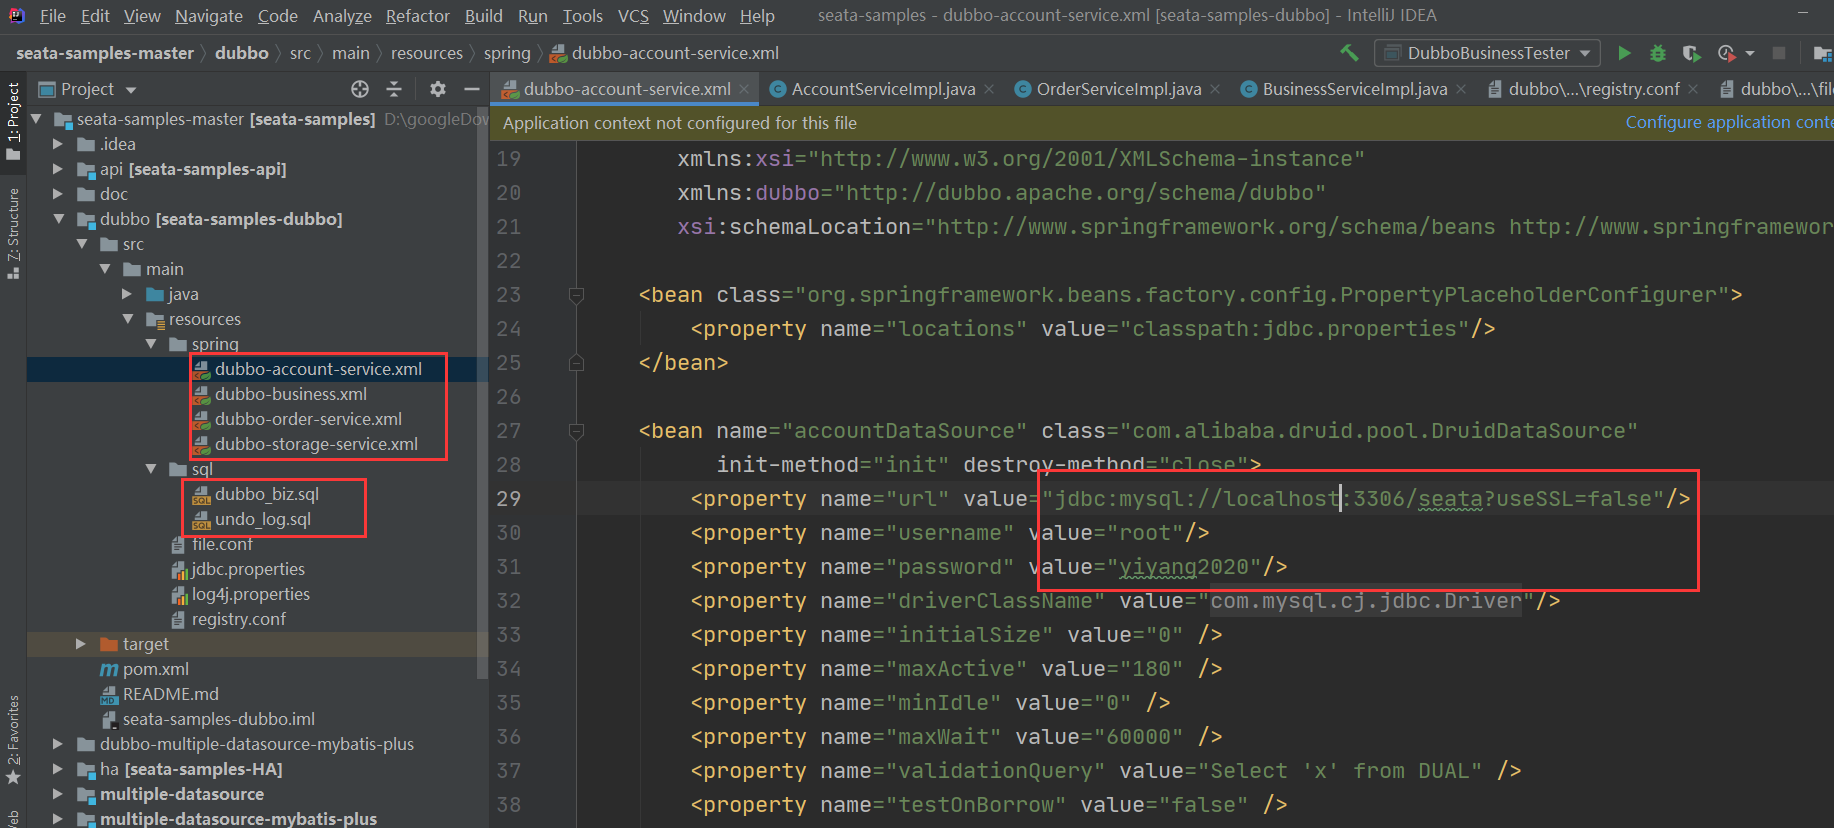 File Edit View Navigate Code Analyze Refactor Build Run Tools VCS Window Help seata-samples - dubbo-account-service.xml [seata-samples-dubbo] - IntelliJ IDEA
seata-samples-master dubbo src main resources spring dubbo-account-service.xml DubboBusinessTester
1: Project
7: Structure
2: Favorites
Project
seata-samples-master [seata-samples] D:\googleDow
.idea
api [seata-samples-api]
doc
dubbo [seata-samples-dubbo]
src
main
java
resources
spring
dubbo-account-service.xml
dubbo-business.xml
dubbo-order-service.xml
dubbo-storage-service.xml
sql
dubbo_biz.sql
undo_log.sql
file.conf
jdbc.properties
log4j.properties
registry.conf
target
pom.xml
README.md
seata-samples-dubbo.iml
dubbo-multiple-datasource-mybatis-plus
ha [seata-samples-HA]
multiple-datasource
multiple-datasource-mybatis-plus
dubbo-account-service.xml AccountServiceImpl.java OrderServiceImpl.java BusinessServiceImpl.java dubbo\...\registry.conf dubbo\...\file
Application context not configured for this file Configure application conte
19 xmlns:xsi="http://www.w3.org/2001/XMLSchema-instance"
20 xmlns:dubbo="http://dubbo.apache.org/schema/dubbo"
21 xsi:schemaLocation="http://www.springframework.org/schema/beans http://www.springframewor
22
23 <bean class="org.springframework.beans.factory.config.PropertyPlaceholderConfigurer">
24 <property name="locations" value="classpath:jdbc.properties"/>
25 </bean>
26
27 <bean name="accountDataSource" class="com.alibaba.druid.pool.DruidDataSource"
28 init-method="init" destroy-method="close">
29 <property name="url" value="jdbc:mysql://localhost:3306/seata?useSSL=false"/>
30 <property name="username" value="root"/>
31 <property name="password" value="yiyang2020"/>
32 <property name="driverClassName" value="com.mysql.cj.jdbc.Driver"/>
33 <property name="initialSize" value="0" />
34 <property name="maxActive" value="180" />
35 <property name="minIdle" value="0" />
36 <property name="maxWait" value="60000" />
37 <property name="validationQuery" value="Select 'x' from DUAL" />
38 <property name="testOnBorrow" value="false" />